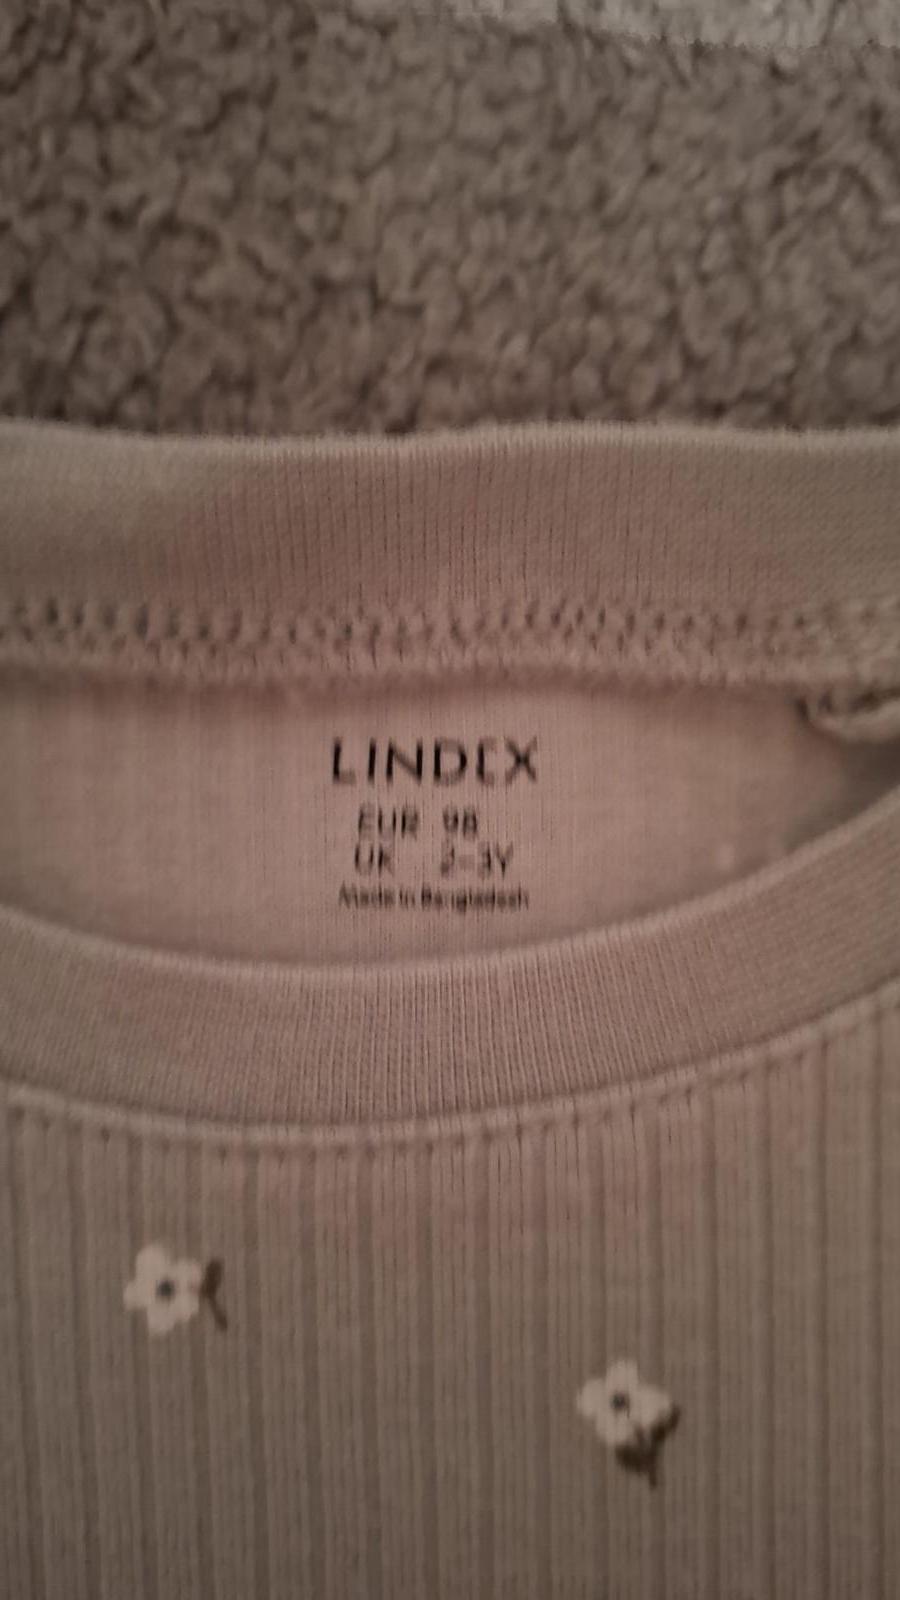 LINDEX
EUR 98
UK 2-3Y
Made in Bangladesh